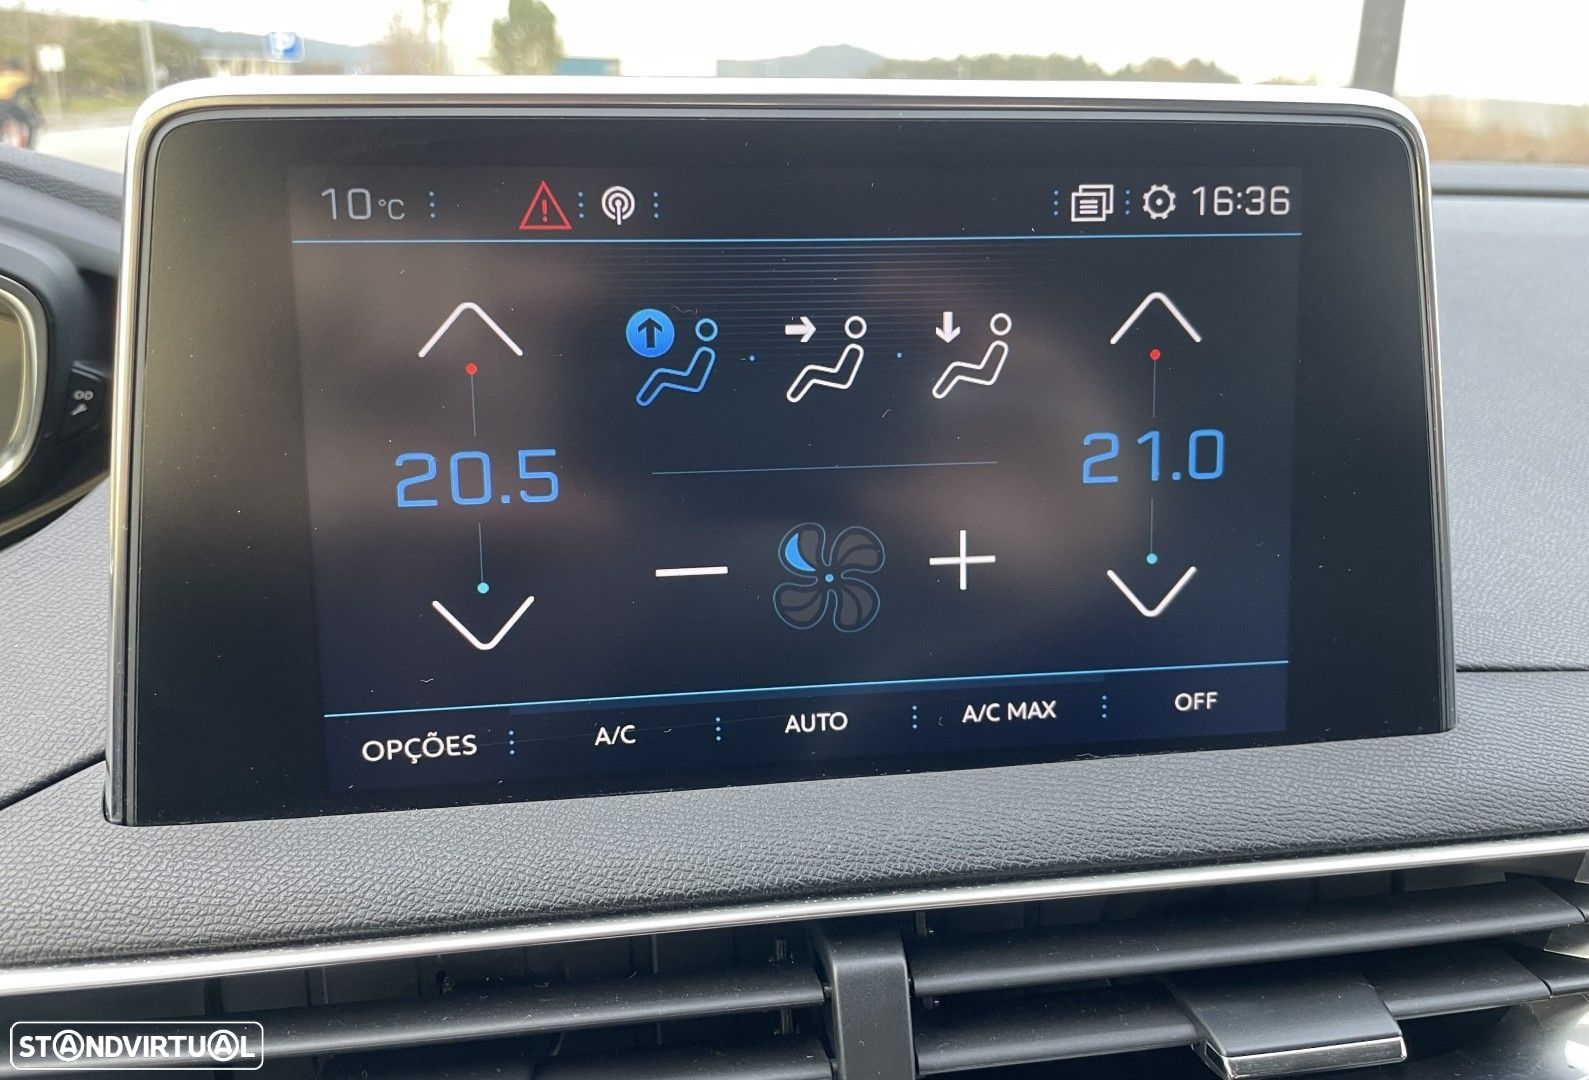 10°C 16:36
20.5 21.0
OPÇÕES A/C AUTO A/C MAX OFF
STANDVIRTUAL